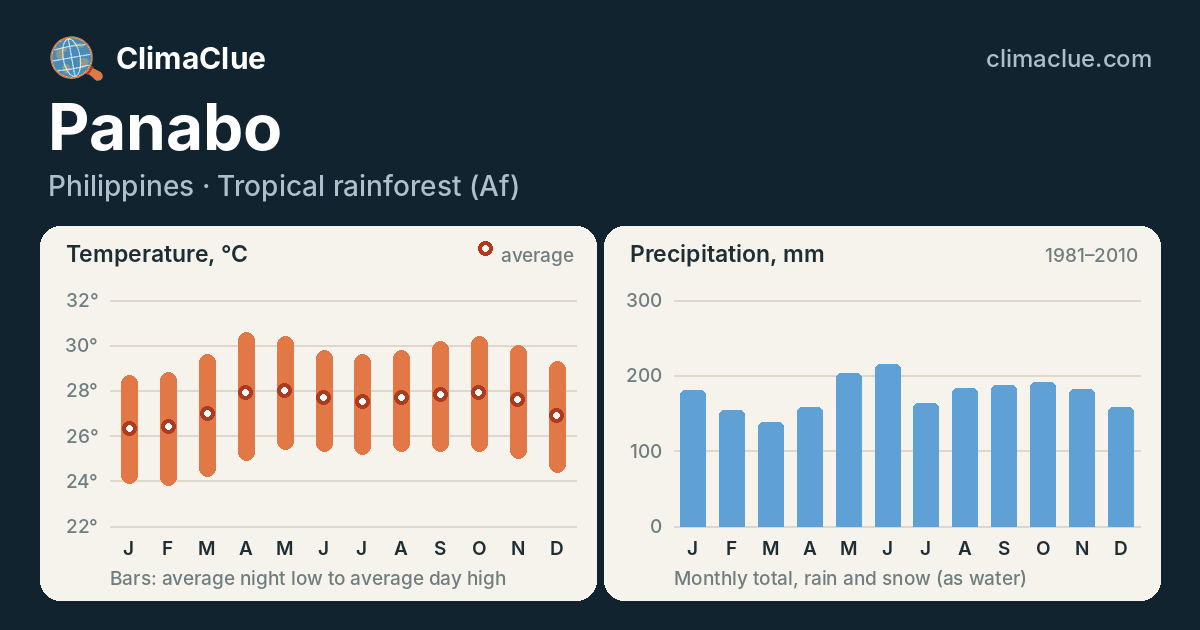 ClimaClue
climaclue.com
Panabo
Philippines · Tropical rainforest (Af)
Temperature, °C
average
32°
30°
28°
26°
24°
22°
J F M A M J J A S O N D
Bars: average night low to average day high
Precipitation, mm
1981–2010
300
200
100
0
J F M A M J J A S O N D
Monthly total, rain and snow (as water)